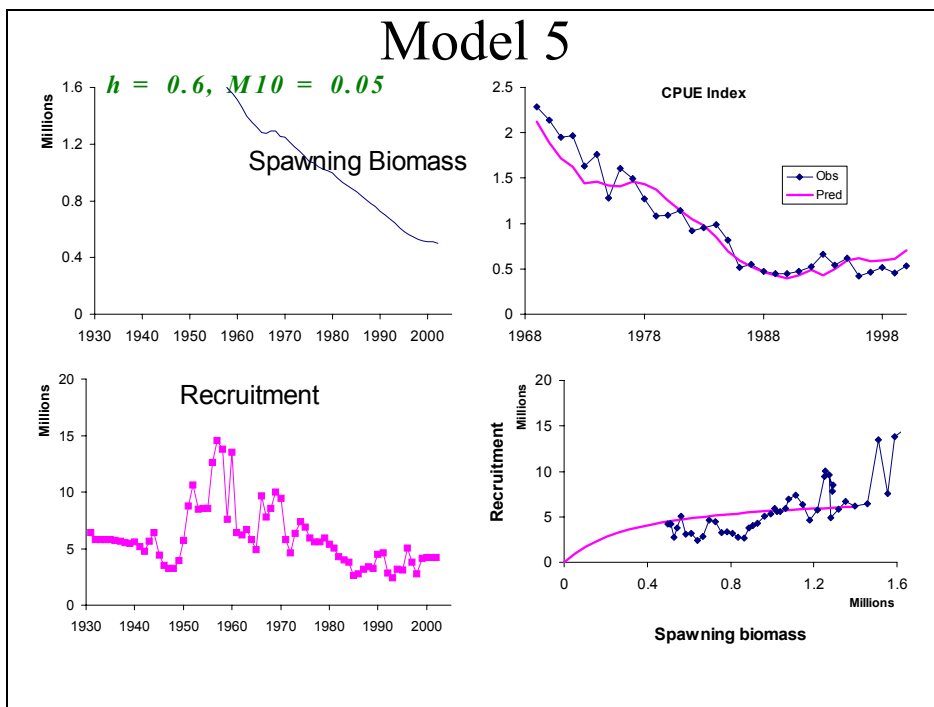 Model 5
h = 0.6, M10 = 0.05
Millions
1.6
1.2
0.8
0.4
0
Spawning Biomass
1930 1940 1950 1960 1970 1980 1990 2000
CPUE Index
2.5
2
1.5
1
0.5
0
Obs
Pred
1968 1978 1988 1998
Recruitment
Millions
20
15
10
5
0
1930 1940 1950 1960 1970 1980 1990 2000
Recruitment
Millions
20
15
10
5
0
0 0.4 0.8 1.2 1.6
Millions
Spawning biomass